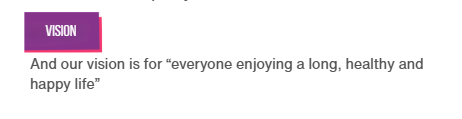 VISION
And our vision is for “everyone enjoying a long, healthy and
happy life”